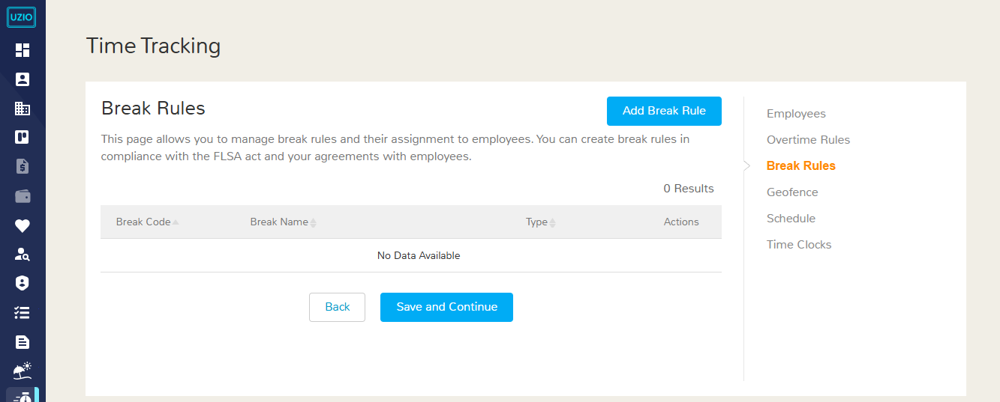 UZIO
Time Tracking
Break Rules
Add Break Rule
This page allows you to manage break rules and their assignment to employees. You can create break rules in
compliance with the FLSA act and your agreements with employees.
0 Results
Break Code Break Name Type Actions
No Data Available
Back Save and Continue
Employees
Overtime Rules
Break Rules
Geofence
Schedule
Time Clocks